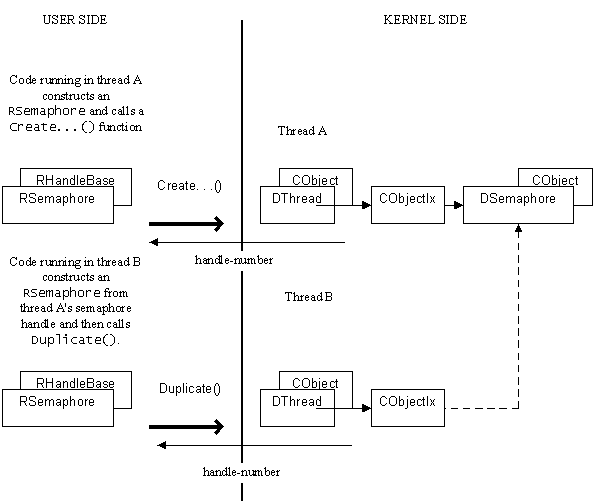 USER SIDE
KERNEL SIDE
Code running in thread A
constructs an
RSemaphore and calls a
Create...() function
Thread A
RHandleBase
RSemaphore
Create...()
CObject
DThread
CObjectIx
CObject
DSemaphore
handle-number
Code running in thread B
constructs an
RSemaphore from
thread A's semaphore
handle and then calls
Duplicate().
Thread B
RHandleBase
RSemaphore
Duplicate()
CObject
DThread
CObjectIx
handle-number